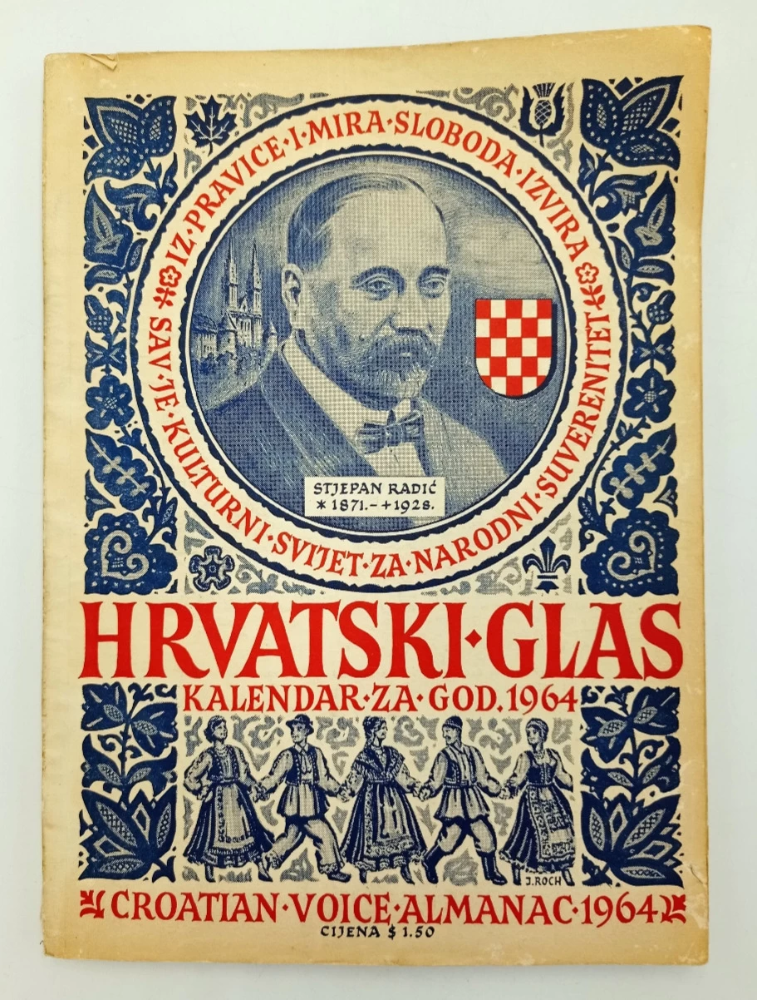 IZ·PRAVICE·I·MIRA·SLOBODA·IZVIRA
SAV·JE·KULTURNI·SVIJET·ZA·NARODNI·SUVERENITET
STJEPAN RADIĆ
* 1871.-+1928.
HRVATSKI·GLAS
KALENDAR·ZA·GOD. 1964
J. ROCH
CROATIAN·VOICE·ALMANAC·1964
CIJENA $ 1.50